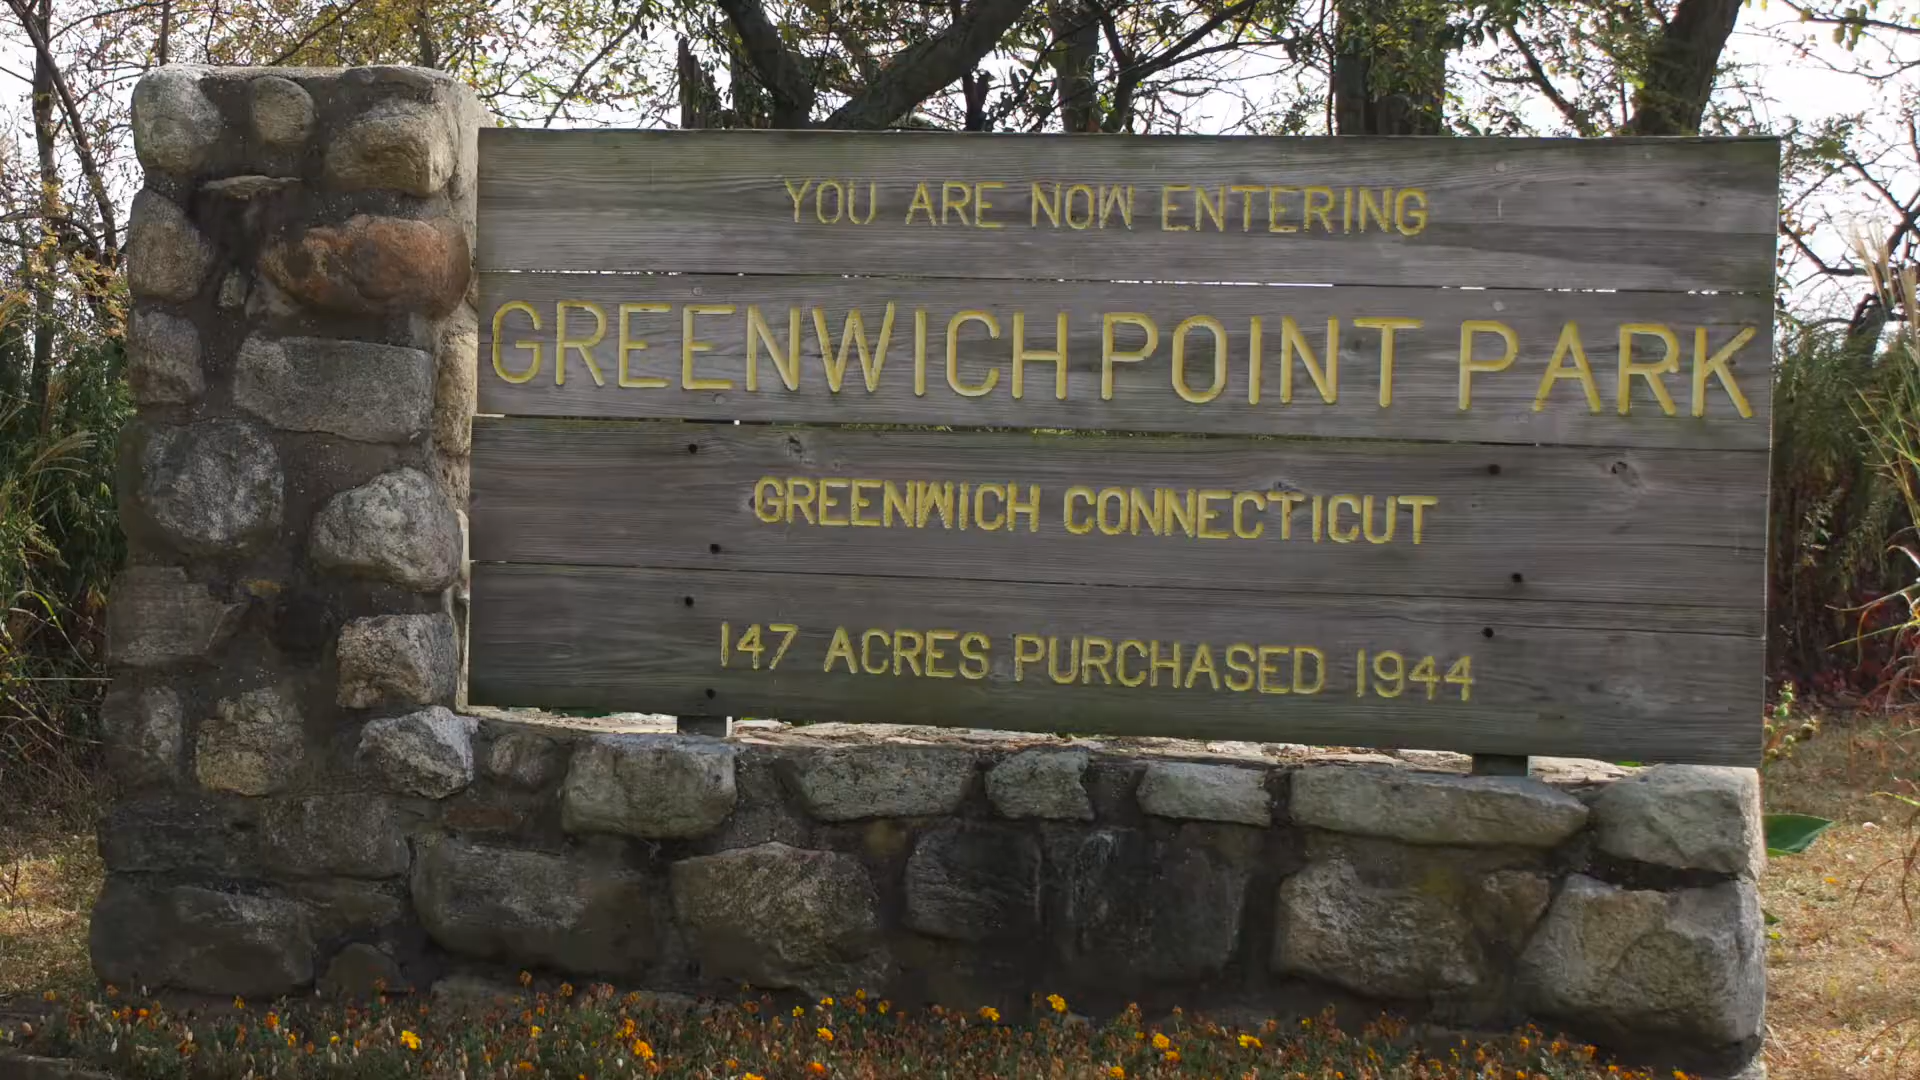 YOU ARE NOW ENTERING
GREENWICH POINT PARK
GREENWICH CONNECTICUT
147 ACRES PURCHASED 1944